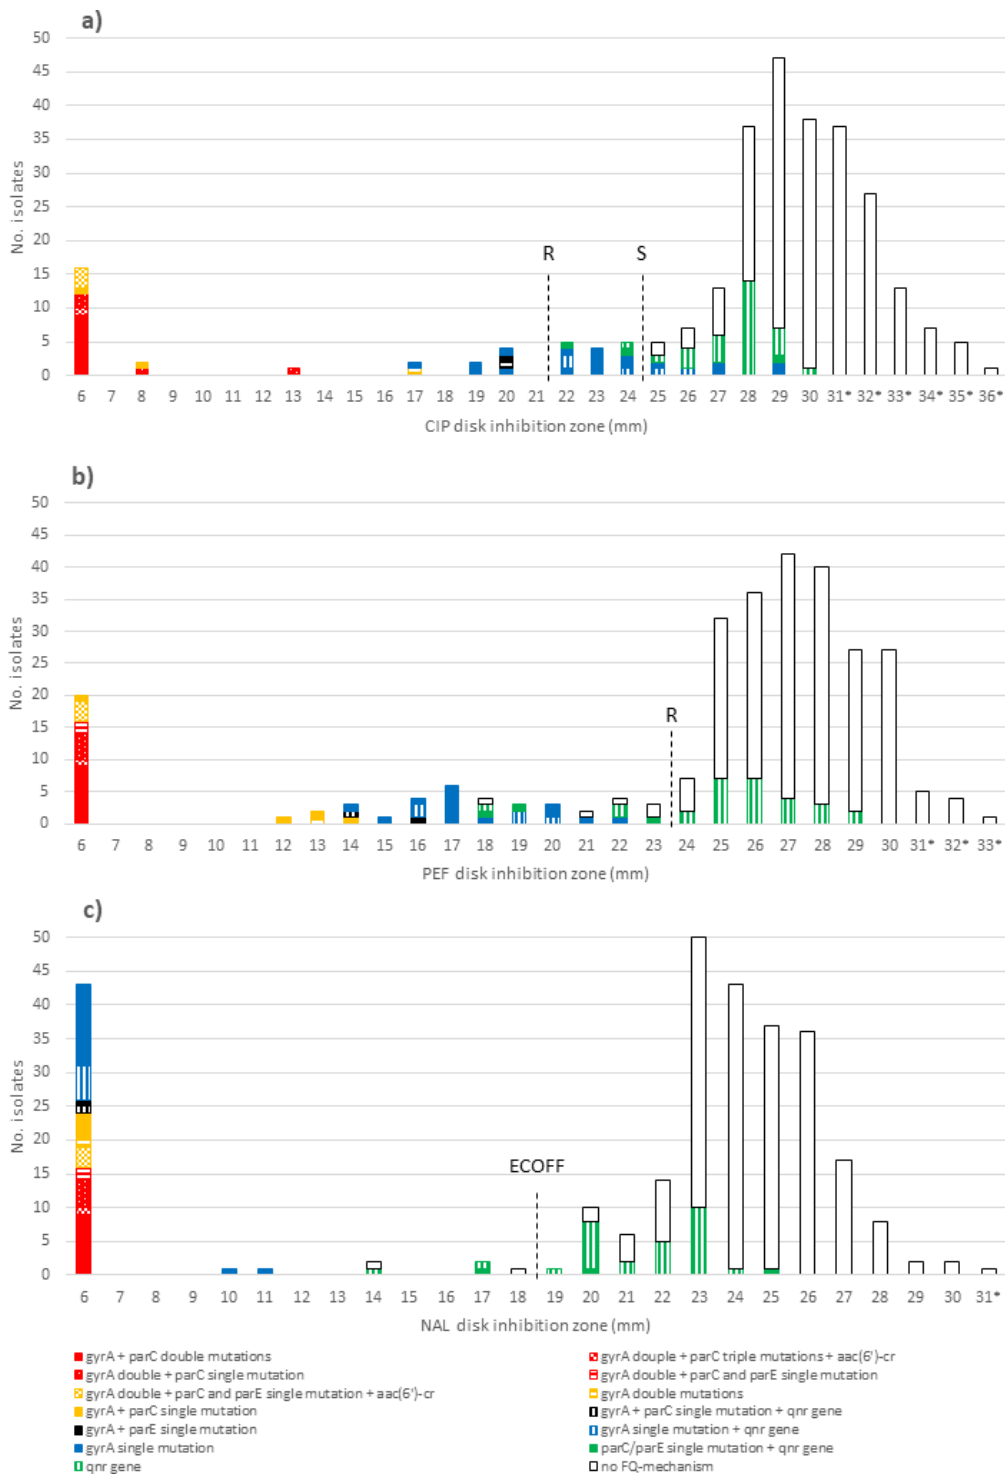 a)
50
45
40
35
30
25
20
15
10
5
0
No. isolates
R S
6 7 8 9 10 11 12 13 14 15 16 17 18 19 20 21 22 23 24 25 26 27 28 29 30 31* 32* 33* 34* 35* 36*
CIP disk inhibition zone (mm)
b)
50
45
40
35
30
25
20
15
10
5
0
No. isolates
R
6 7 8 9 10 11 12 13 14 15 16 17 18 19 20 21 22 23 24 25 26 27 28 29 30 31* 32* 33*
PEF disk inhibition zone (mm)
c)
50
45
40
35
30
25
20
15
10
5
0
No. isolates
ECOFF
6 7 8 9 10 11 12 13 14 15 16 17 18 19 20 21 22 23 24 25 26 27 28 29 30 31*
NAL disk inhibition zone (mm)
gyrA + parC double mutations
gyrA douple + parC triple mutations + aac(6')-cr
gyrA double + parC single mutation
gyrA double + parC and parE single mutation
gyrA double + parC and parE single mutation + aac(6')-cr
gyrA double mutations
gyrA + parC single mutation
gyrA + parC single mutation + qnr gene
gyrA + parE single mutation
gyrA single mutation + qnr gene
gyrA single mutation
parC/parE single mutation + qnr gene
qnr gene
no FQ-mechanism